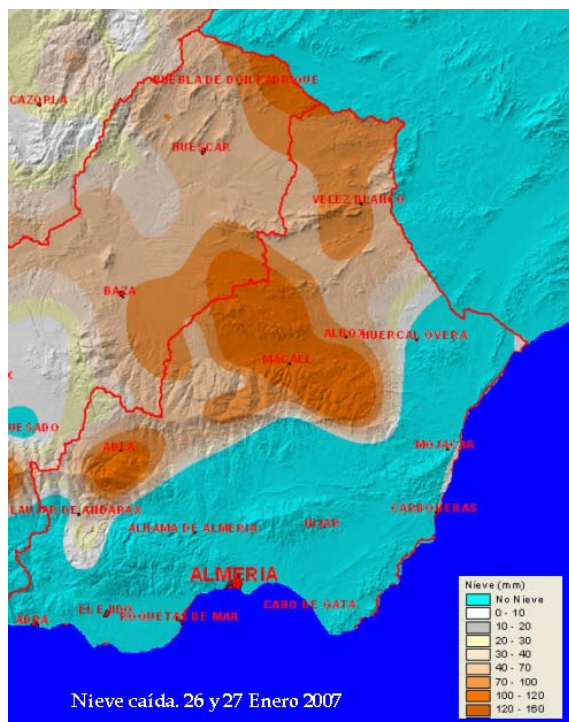 PUEBLA DE DON FADRIQUE
CAZORLA
HUESCAR
VELEZ BLANCO
BAZA
ALBOX
HUERCAL OVERA
MACAEL
X
UESADO
ABLA
MOJACAR
LAUJAR DE ANDARAX
CARBONERAS
ALHAMA DE ALMERIA
NIJAR
ALMERIA
CABO DE GATA
EL EJIDO
ROQUETAS DE MAR
ADRA
Nieve (mm)
No Nieve
0 - 10
10 - 20
20 - 30
30 - 40
40 - 70
70 - 100
100 - 120
120 - 160
Nieve caída. 26 y 27 Enero 2007